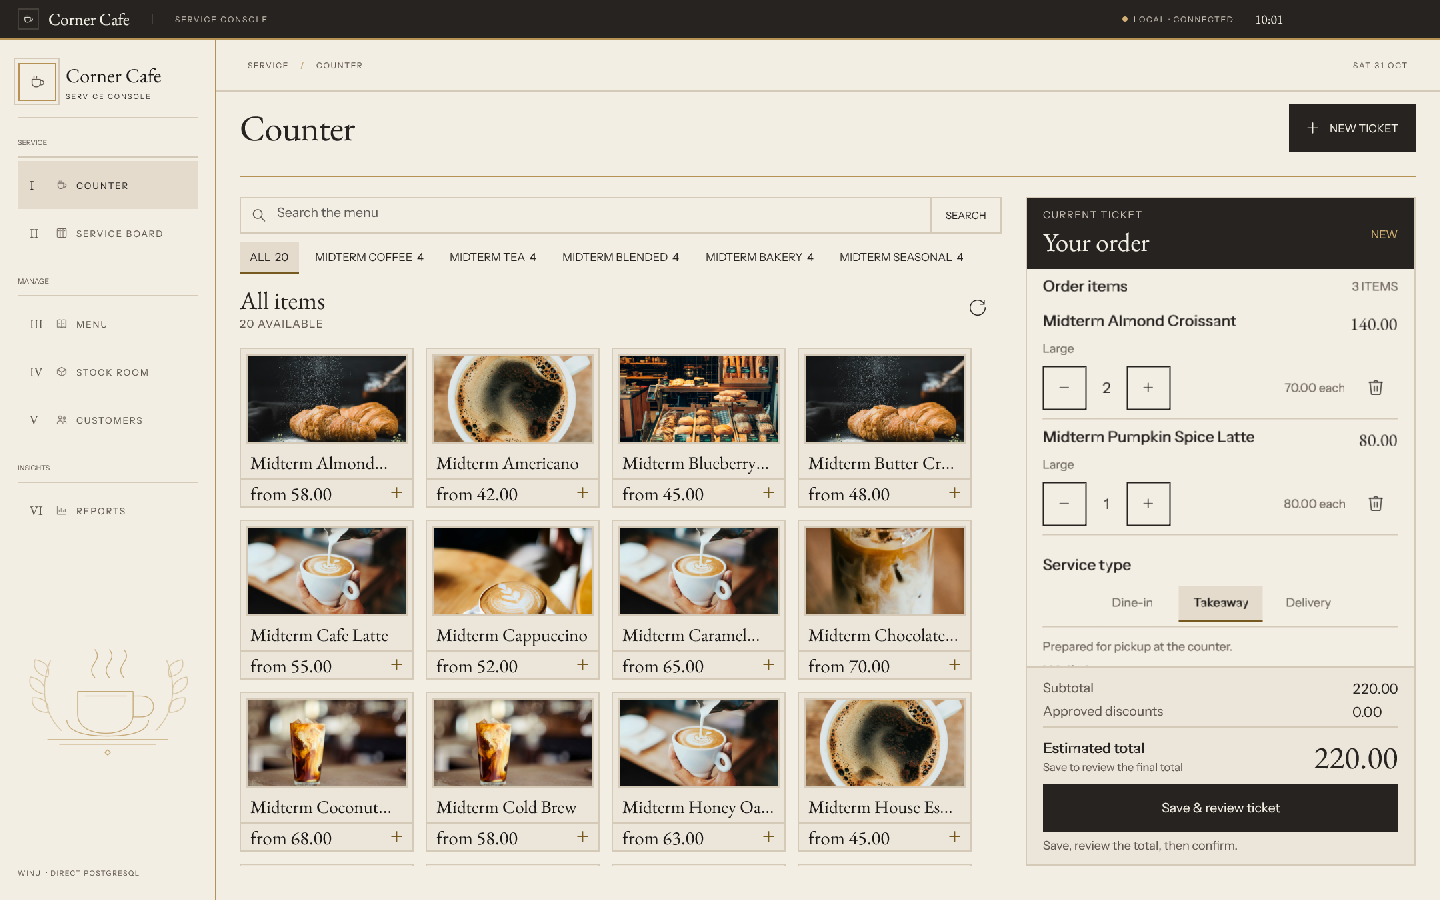 Corner Cafe
SERVICE CONSOLE
LOCAL · CONNECTED
10:01
Corner Cafe
SERVICE CONSOLE
SERVICE
I COUNTER
II SERVICE BOARD
MANAGE
III MENU
IV STOCK ROOM
V CUSTOMERS
INSIGHTS
VI REPORTS
WINUI · DIRECT POSTGRESQL
SERVICE / COUNTER
SAT 31 OCT
Counter
+ NEW TICKET
Search the menu
SEARCH
ALL 20
MIDTERM COFFEE 4
MIDTERM TEA 4
MIDTERM BLENDED 4
MIDTERM BAKERY 4
MIDTERM SEASONAL 4
All items
20 AVAILABLE
Midterm Almond...
from 58.00 +
Midterm Americano
from 42.00 +
Midterm Blueberry...
from 45.00 +
Midterm Butter Cr...
from 48.00 +
Midterm Cafe Latte
from 55.00 +
Midterm Cappuccino
from 52.00 +
Midterm Caramel...
from 65.00 +
Midterm Chocolate...
from 70.00 +
Midterm Coconut...
from 68.00 +
Midterm Cold Brew
from 58.00 +
Midterm Honey Oa...
from 63.00 +
Midterm House Es...
from 45.00 +
CURRENT TICKET
Your order
NEW
Order items
3 ITEMS
Midterm Almond Croissant
140.00
Large
− 2 +
70.00 each
Midterm Pumpkin Spice Latte
80.00
Large
− 1 +
80.00 each
Service type
Dine-in
Takeaway
Delivery
Prepared for pickup at the counter.
Subtotal
220.00
Approved discounts
0.00
Estimated total
220.00
Save to review the final total
Save & review ticket
Save, review the total, then confirm.